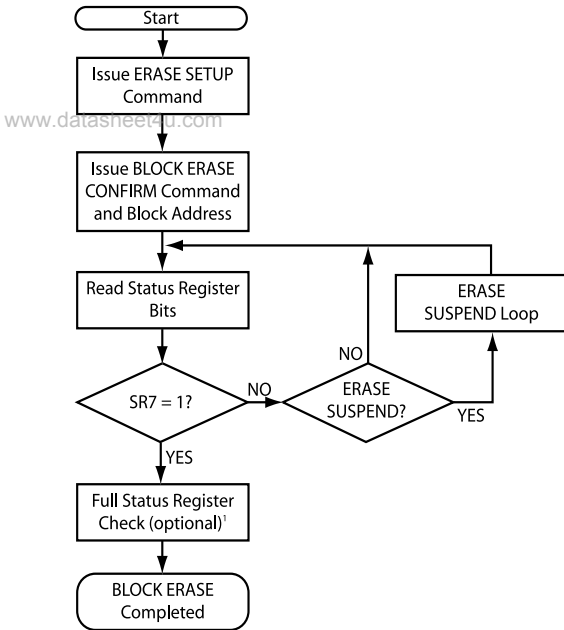 Start
Issue ERASE SETUP
Command
www.datasheet4u.com
Issue BLOCK ERASE
CONFIRM Command
and Block Address
Read Status Register
Bits
ERASE
SUSPEND Loop
NO
SR7 = 1?
NO
ERASE
SUSPEND?
YES
YES
Full Status Register
Check (optional)¹
BLOCK ERASE
Completed